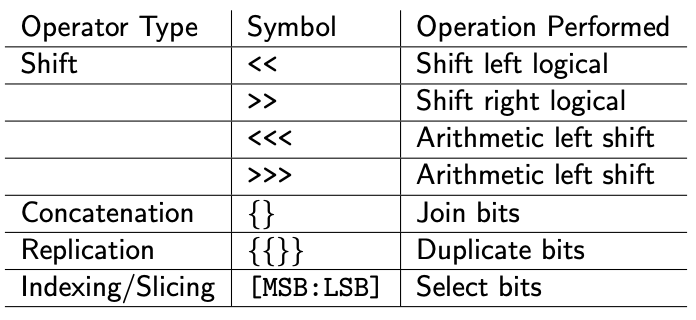 Operator Type Symbol Operation Performed
Shift << Shift left logical
>> Shift right logical
<<< Arithmetic left shift
>>> Arithmetic left shift
Concatenation {} Join bits
Replication {{}} Duplicate bits
Indexing/Slicing [MSB:LSB] Select bits